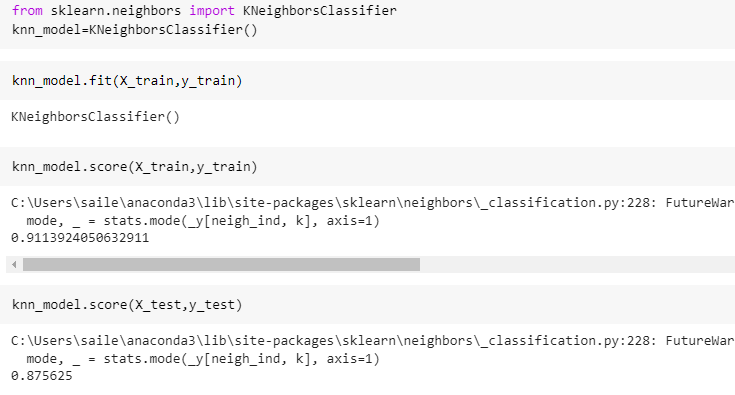 from sklearn.neighbors import KNeighborsClassifier
knn_model=KNeighborsClassifier()
knn_model.fit(X_train,y_train)
KNeighborsClassifier()
knn_model.score(X_train,y_train)
C:\Users\saile\anaconda3\lib\site-packages\sklearn\neighbors\_classification.py:228: FutureWar
  mode, _ = stats.mode(_y[neigh_ind, k], axis=1)
0.9113924050632911
knn_model.score(X_test,y_test)
C:\Users\saile\anaconda3\lib\site-packages\sklearn\neighbors\_classification.py:228: FutureWar
  mode, _ = stats.mode(_y[neigh_ind, k], axis=1)
0.875625